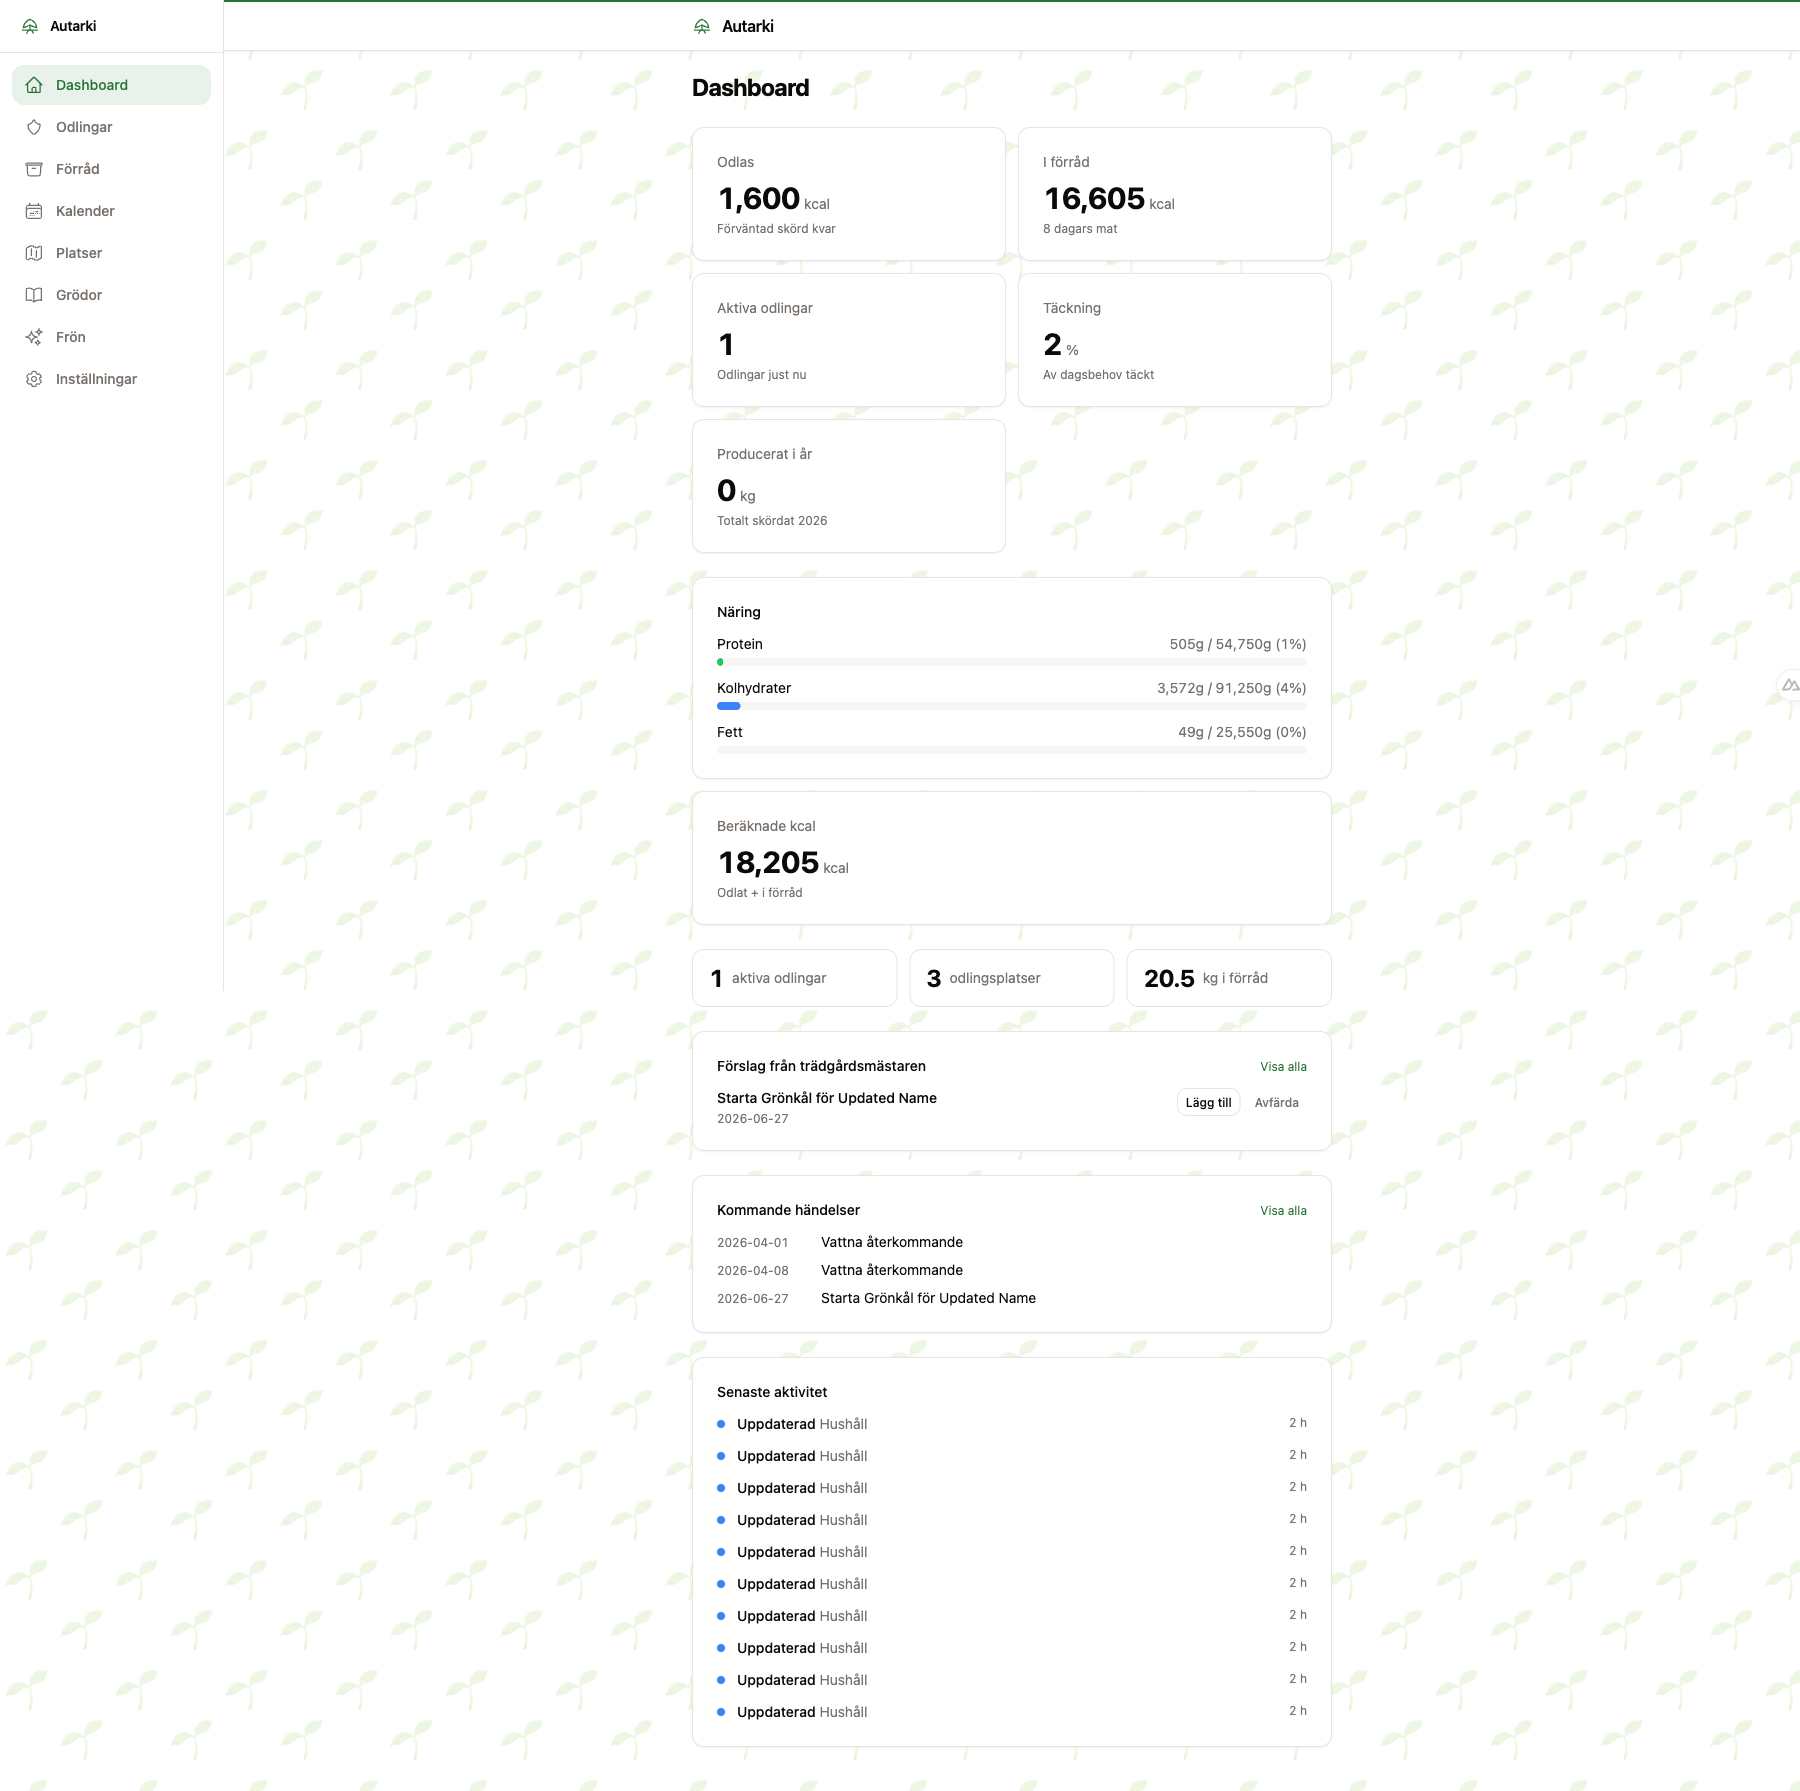 Autarki
Dashboard
Odlingar
Förråd
Kalender
Platser
Grödor
Frön
Inställningar
Autarki
Dashboard
Odlas
1,600 kcal
Förväntad skörd kvar
I förråd
16,605 kcal
8 dagars mat
Aktiva odlingar
1
Odlingar just nu
Täckning
2 %
Av dagsbehov täckt
Producerat i år
0 kg
Totalt skördat 2026
Näring
Protein 505g / 54,750g (1%)
Kolhydrater 3,572g / 91,250g (4%)
Fett 49g / 25,550g (0%)
Beräknade kcal
18,205 kcal
Odlat + i förråd
1 aktiva odlingar
3 odlingsplatser
20.5 kg i förråd
Förslag från trädgårdsmästaren Visa alla
Starta Grönkål för Updated Name Lägg till Avfärda
2026-06-27
Kommande händelser Visa alla
2026-04-01 Vattna återkommande
2026-04-08 Vattna återkommande
2026-06-27 Starta Grönkål för Updated Name
Senaste aktivitet
Uppdaterad Hushåll 2 h
Uppdaterad Hushåll 2 h
Uppdaterad Hushåll 2 h
Uppdaterad Hushåll 2 h
Uppdaterad Hushåll 2 h
Uppdaterad Hushåll 2 h
Uppdaterad Hushåll 2 h
Uppdaterad Hushåll 2 h
Uppdaterad Hushåll 2 h
Uppdaterad Hushåll 2 h